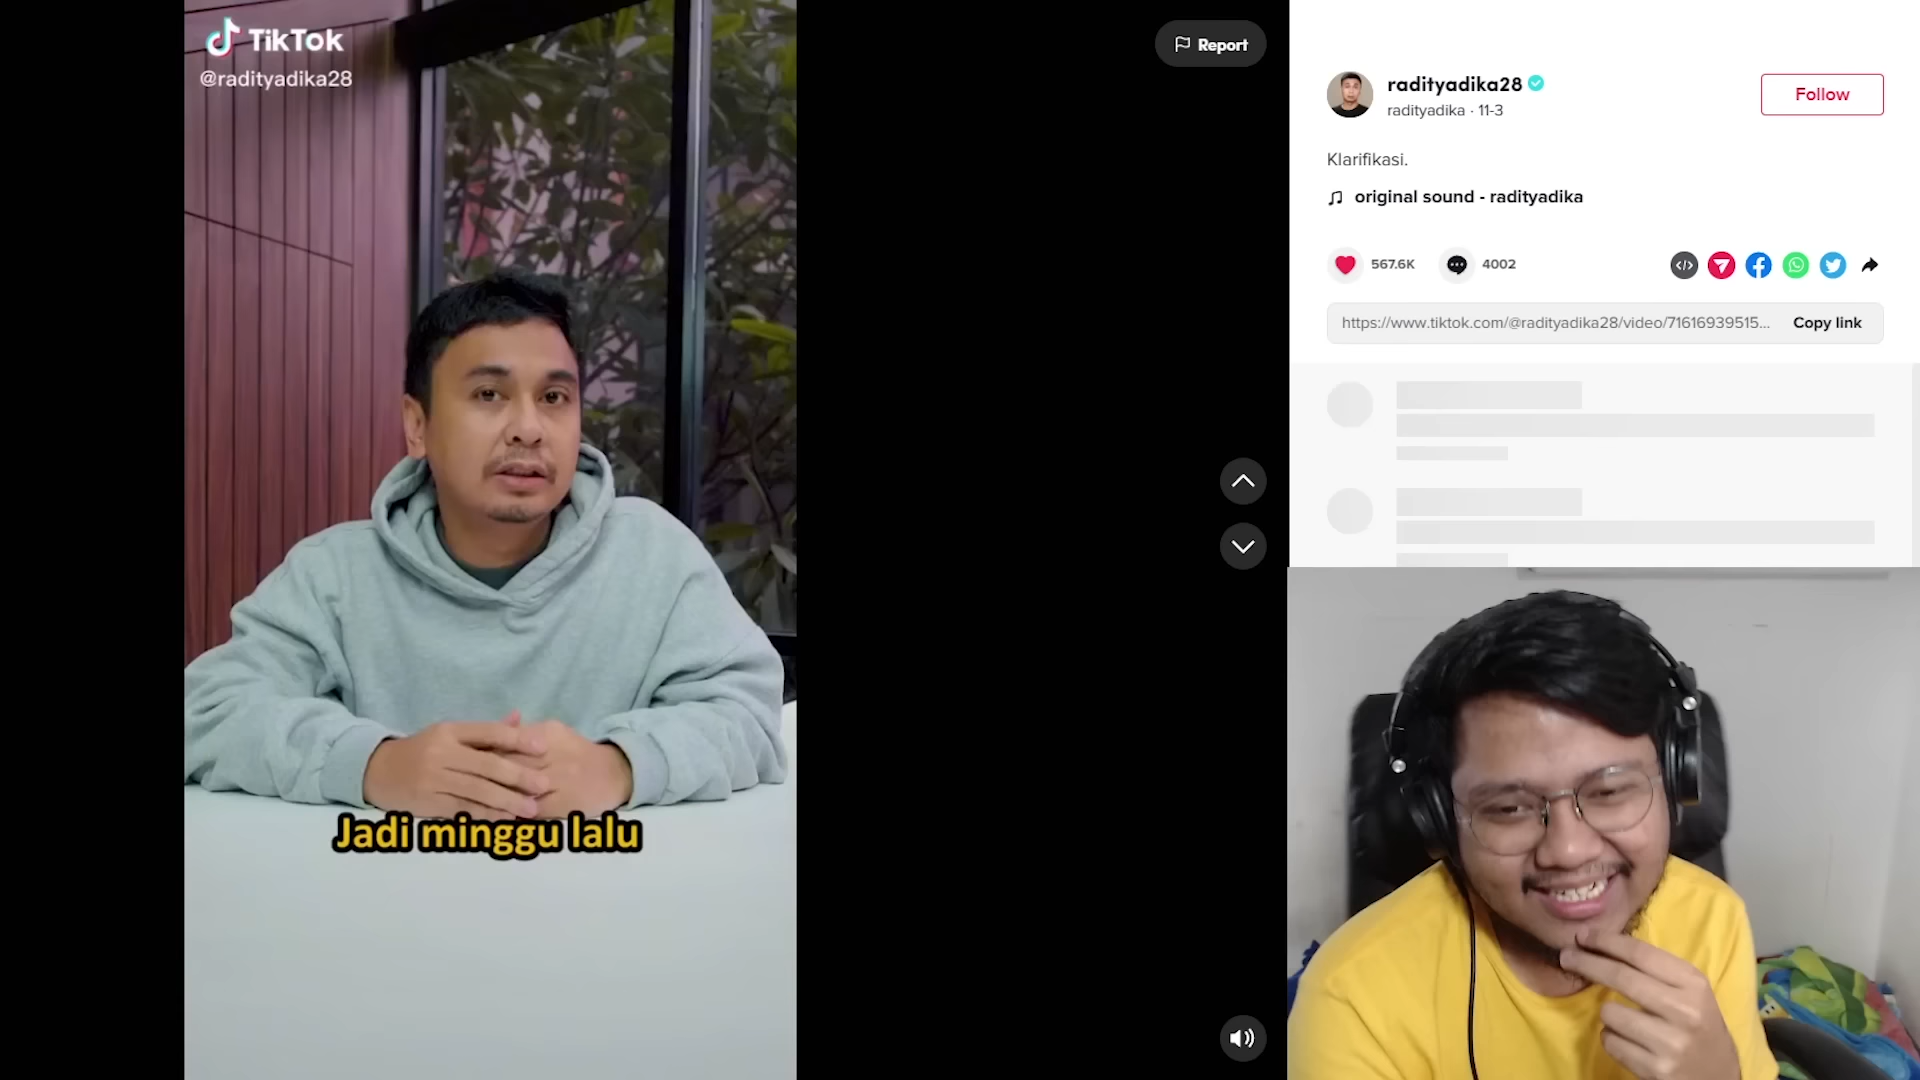 TikTok
@radityadika28
Report
radityadika28
radityadika · 11-3
Follow
Klarifikasi.
original sound - radityadika
567.6K
4002
https://www.tiktok.com/@radityadika28/video/71616939515...
Copy link
Jadi minggu lalu